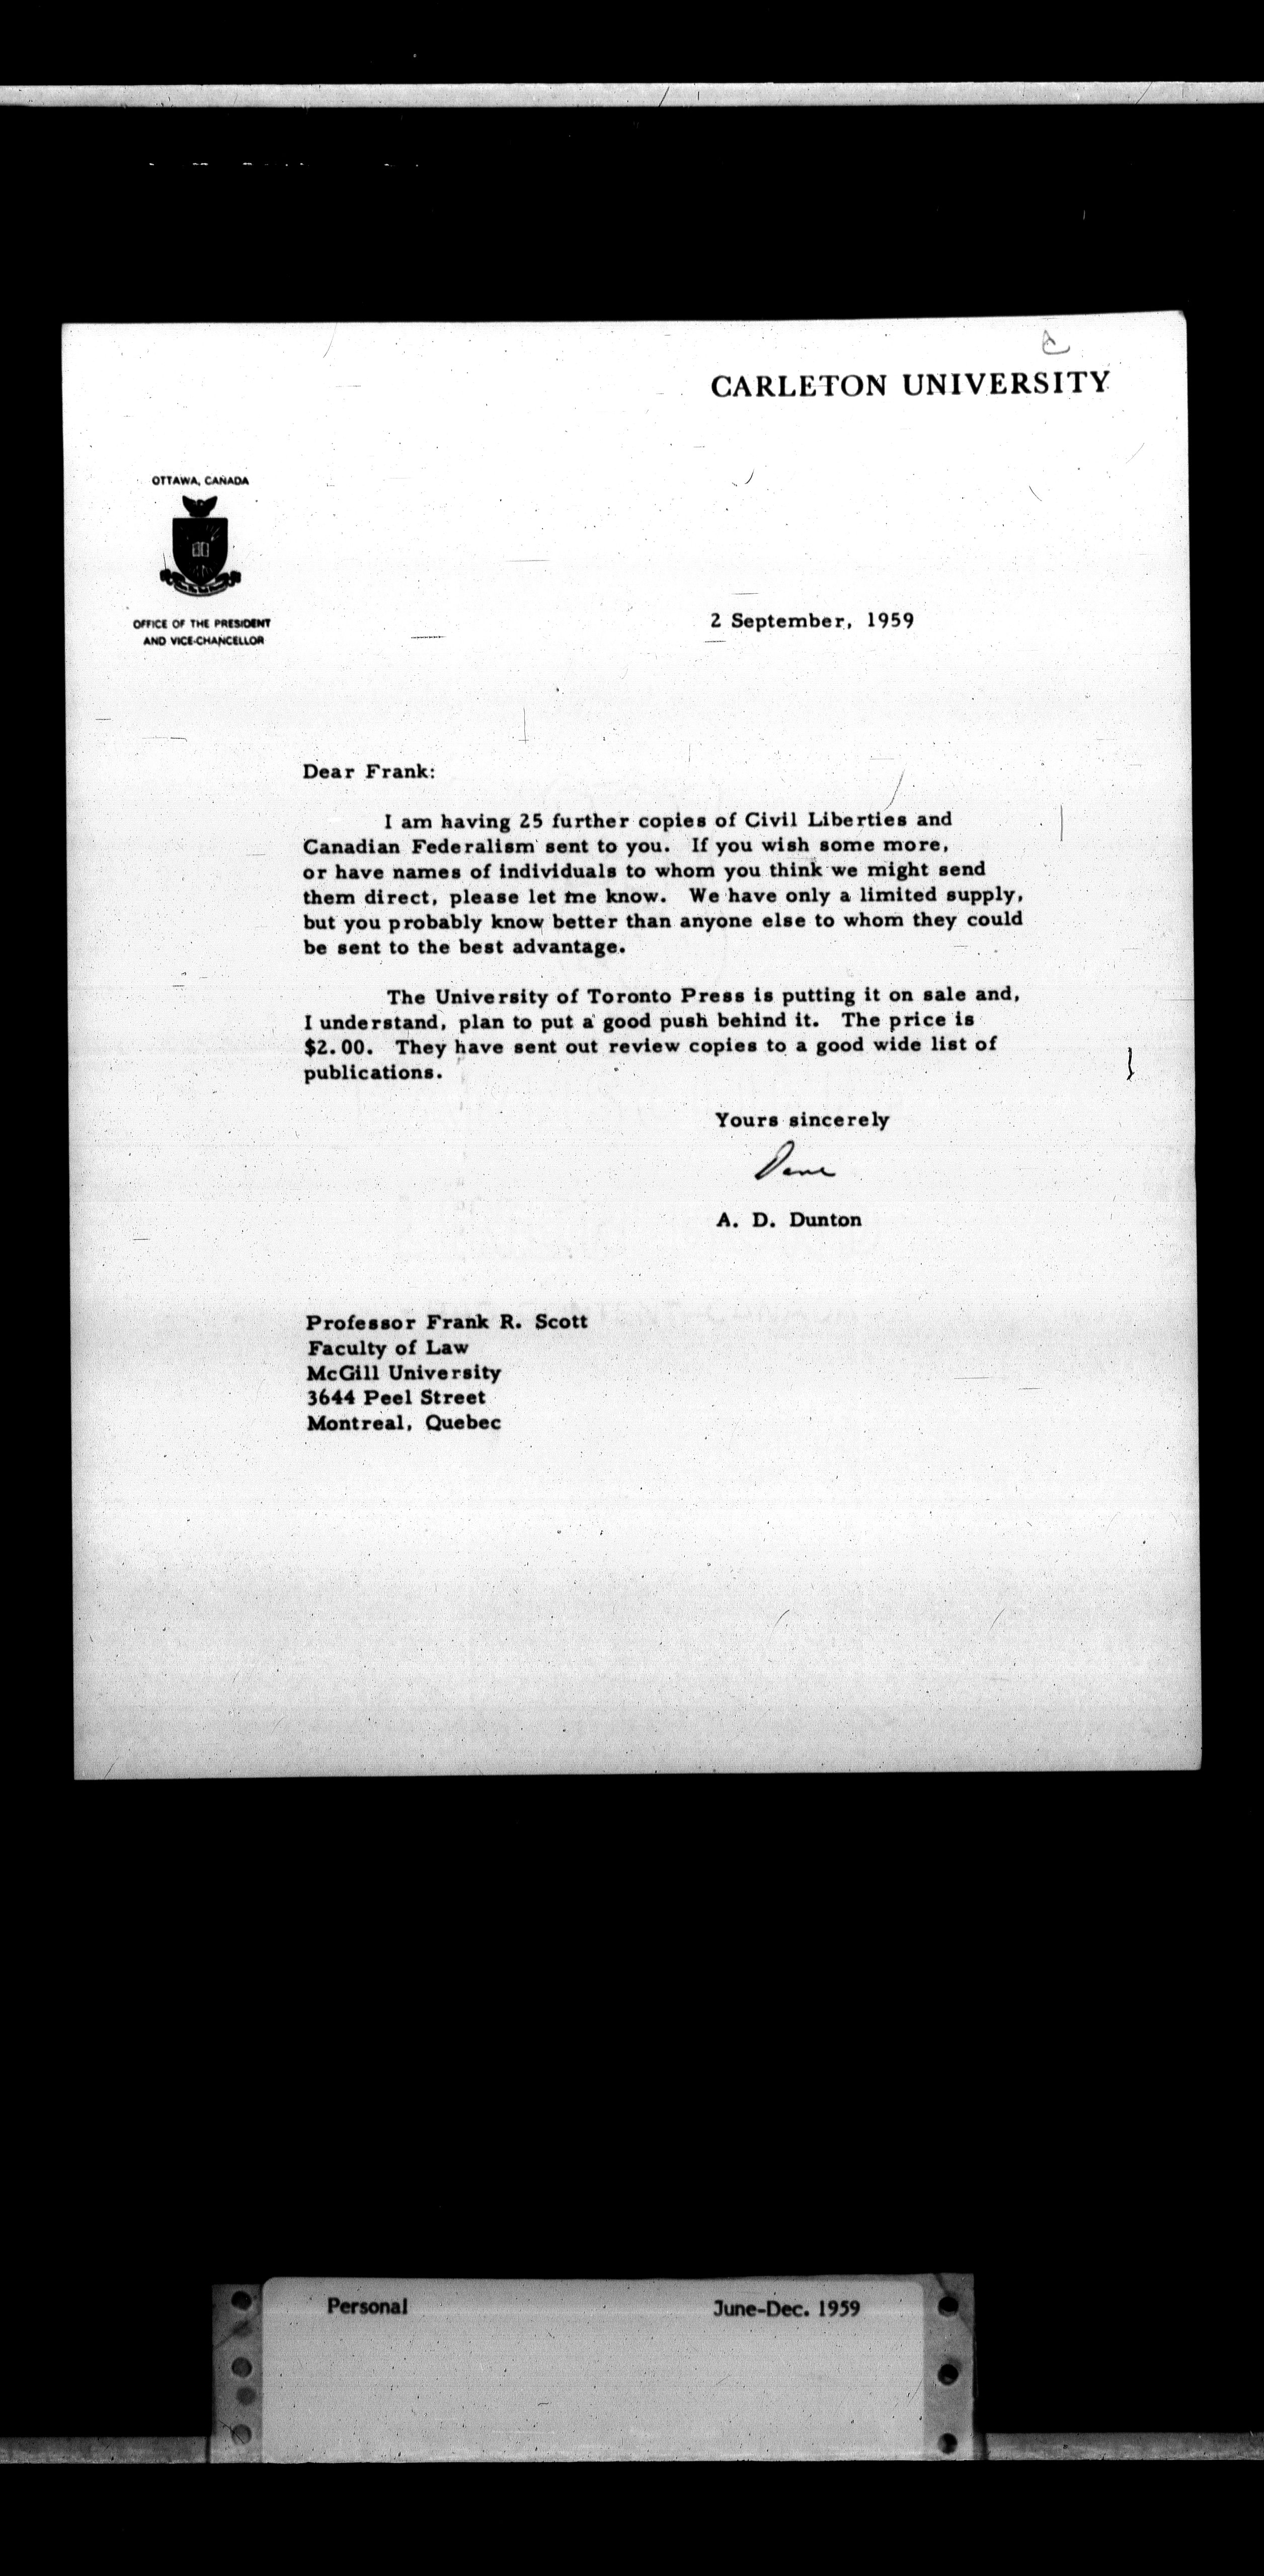 CARLETON UNIVERSITY
OTTAWA, CANADA
OFFICE OF THE PRESIDENT
AND VICE-CHANCELLOR
2 September, 1959
Dear Frank:
I am having 25 further copies of Civil Liberties and
Canadian Federalism sent to you. If you wish some more,
or have names of individuals to whom you think we might send
them direct, please let me know. We have only a limited supply,
but you probably know better than anyone else to whom they could
be sent to the best advantage.
The University of Toronto Press is putting it on sale and,
I understand, plan to put a good push behind it. The price is
$2.00. They have sent out review copies to a good wide list of
publications.
Yours sincerely
Dave
A. D. Dunton
Professor Frank R. Scott
Faculty of Law
McGill University
3644 Peel Street
Montreal, Quebec
Personal June-Dec. 1959